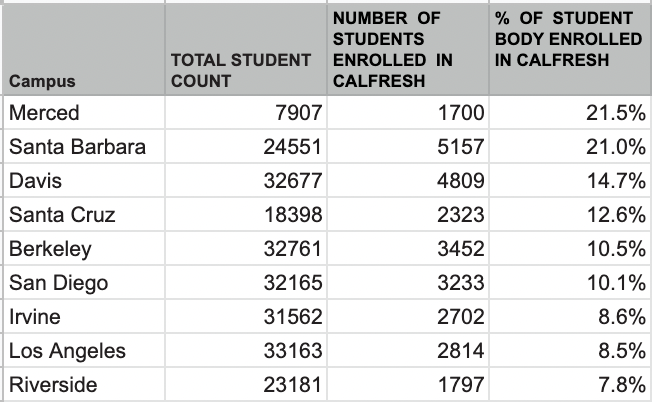 Campus TOTAL STUDENT COUNT NUMBER OF STUDENTS ENROLLED IN CALFRESH % OF STUDENT BODY ENROLLED IN CALFRESH
Merced 7907 1700 21.5%
Santa Barbara 24551 5157 21.0%
Davis 32677 4809 14.7%
Santa Cruz 18398 2323 12.6%
Berkeley 32761 3452 10.5%
San Diego 32165 3233 10.1%
Irvine 31562 2702 8.6%
Los Angeles 33163 2814 8.5%
Riverside 23181 1797 7.8%